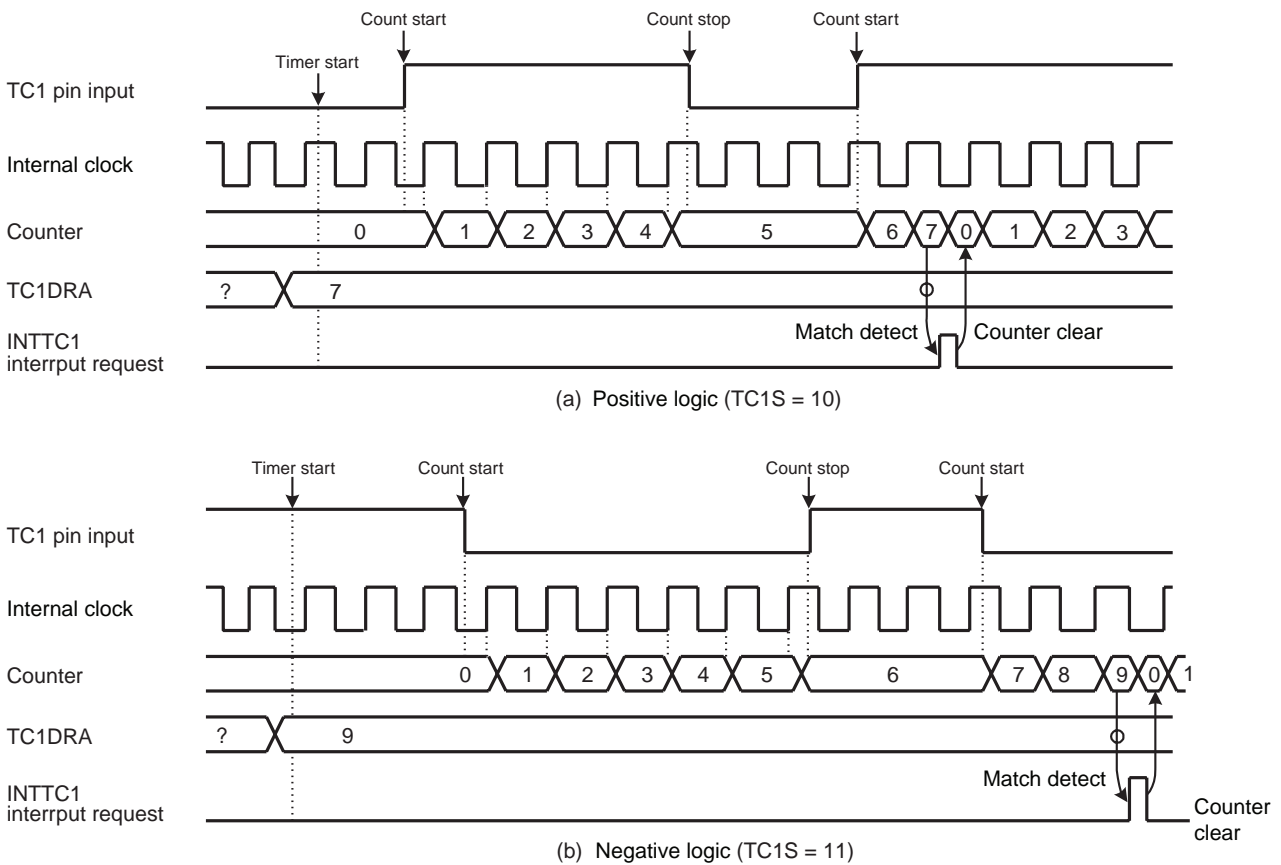 Count start
Count stop
Count start
Timer start
TC1 pin input
Internal clock
Counter
0 1 2 3 4 5 6 7 0 1 2 3
TC1DRA
? 7
INTTC1
interrput request
Match detect
Counter clear
(a) Positive logic (TC1S = 10)
Timer start
Count start
Count stop
Count start
TC1 pin input
Internal clock
Counter
0 1 2 3 4 5 6 7 8 9 0 1
TC1DRA
? 9
INTTC1
interrput request
Match detect
Counter
clear
(b) Negative logic (TC1S = 11)